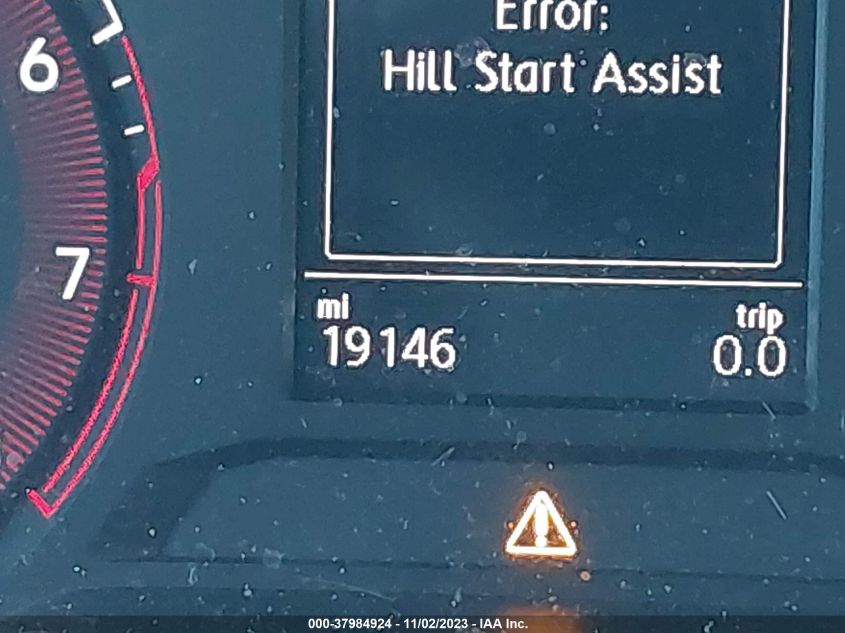 Error:
Hill Start Assist
6
7
mi
19146
trip
0.0
000-37984924 - 11/02/2023 - IAA Inc.